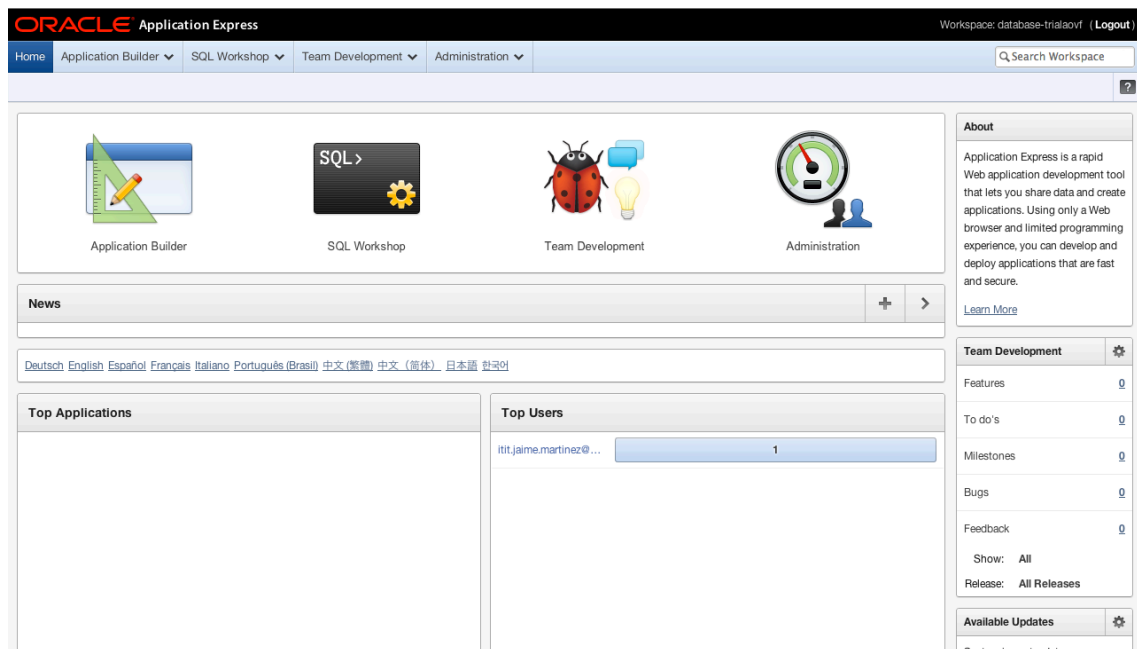 ORACLE Application Express
Workspace: database-trialaovf (Logout)
Home Application Builder SQL Workshop Team Development Administration
Search Workspace
?
SQL>
Application Builder
SQL Workshop
Team Development
Administration
News
Deutsch English Español Français Italiano Português (Brasil) 中文 (繁體) 中文（简体） 日本語 한국어
Top Applications
Top Users
itit.jaime.martinez@...
1
About
Application Express is a rapid
Web application development tool
that lets you share data and create
applications. Using only a Web
browser and limited programming
experience, you can develop and
deploy applications that are fast
and secure.
Learn More
Team Development
Features 0
To do's 0
Milestones 0
Bugs 0
Feedback 0
Show: All
Release: All Releases
Available Updates